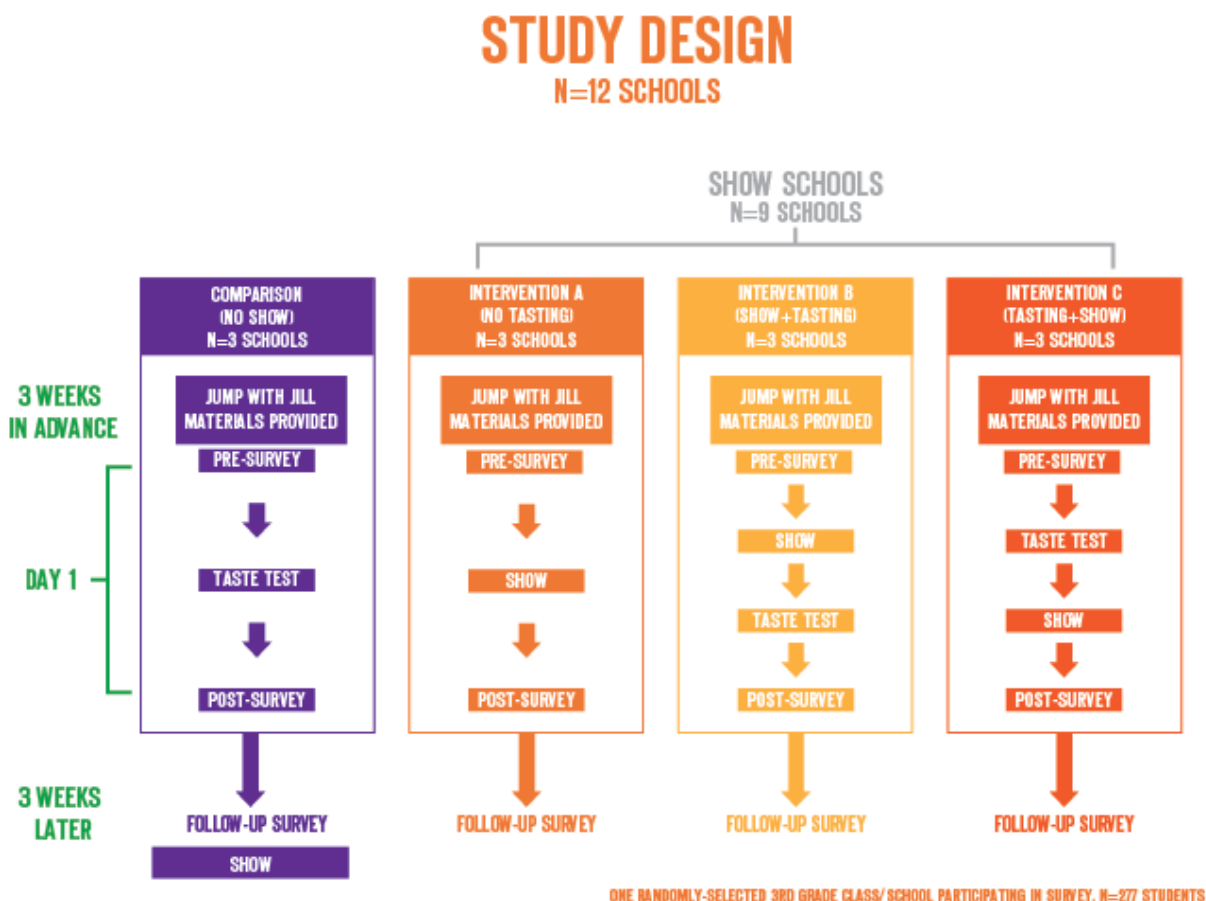 STUDY DESIGN
N=12 SCHOOLS
SHOW SCHOOLS
N=9 SCHOOLS
COMPARISON
(NO SHOW)
N=3 SCHOOLS
INTERVENTION A
(NO TASTING)
N=3 SCHOOLS
INTERVENTION B
(SHOW+TASTING)
N=3 SCHOOLS
INTERVENTION C
(TASTING+SHOW)
N=3 SCHOOLS
3 WEEKS
IN ADVANCE
JUMP WITH JILL
MATERIALS PROVIDED
JUMP WITH JILL
MATERIALS PROVIDED
JUMP WITH JILL
MATERIALS PROVIDED
JUMP WITH JILL
MATERIALS PROVIDED
DAY 1
PRE-SURVEY
TASTE TEST
POST-SURVEY
PRE-SURVEY
SHOW
POST-SURVEY
PRE-SURVEY
SHOW
TASTE TEST
POST-SURVEY
PRE-SURVEY
TASTE TEST
SHOW
POST-SURVEY
3 WEEKS
LATER
FOLLOW-UP SURVEY
SHOW
FOLLOW-UP SURVEY
FOLLOW-UP SURVEY
FOLLOW-UP SURVEY
ONE RANDOMLY-SELECTED 3RD GRADE CLASS/SCHOOL PARTICIPATING IN SURVEY. N=277 STUDENTS